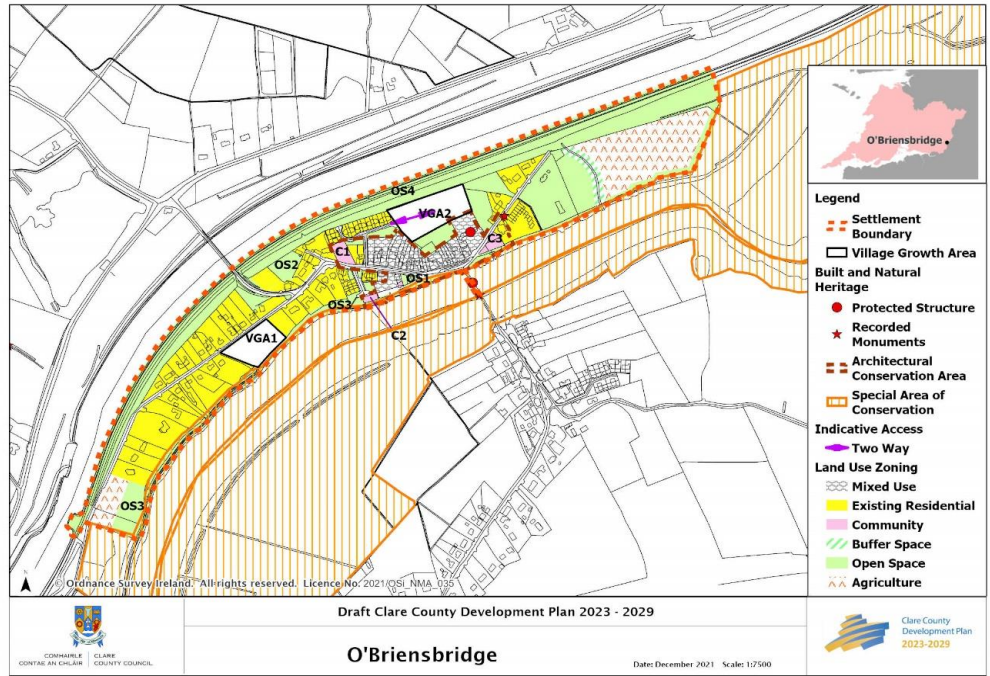 OS4
VGA2
C1
C3
OS2
OS1
OS3
C2
VGA1
OS3
© Ordnance Survey Ireland. All rights reserved. Licence No. 2021/OSi_NMA_035
N
O'Briensbridge
Legend
Settlement
Boundary
Village Growth Area
Built and Natural
Heritage
Protected Structure
Recorded
Monuments
Architectural
Conservation Area
Special Area of
Conservation
Indicative Access
Two Way
Land Use Zoning
Mixed Use
Existing Residential
Community
Buffer Space
Open Space
Agriculture
COMHAIRLE
CONTAE AN CHLÁIR
CLARE
COUNTY COUNCIL
Draft Clare County Development Plan 2023 - 2029
O'Briensbridge
Date: December 2021 Scale: 1:7500
Clare County
Development Plan
2023-2029